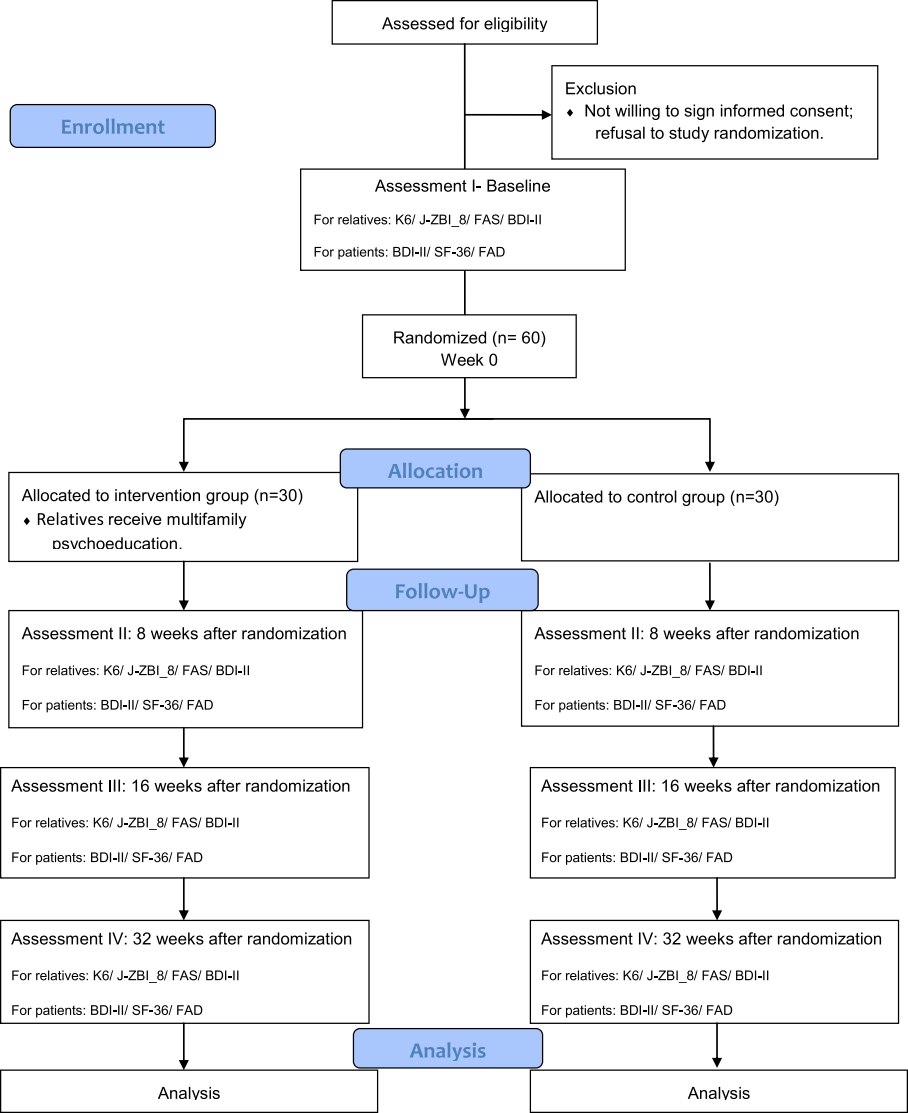 Assessed for eligibility
Exclusion
♦ Not willing to sign informed consent;
refusal to study randomization.
Enrollment
Assessment I- Baseline
For relatives: K6/ J-ZBI_8/ FAS/ BDI-II
For patients: BDI-II/ SF-36/ FAD
Randomized (n= 60)
Week 0
Allocation
Allocated to intervention group (n=30)
♦ Relatives receive multifamily
psychoeducation.
Allocated to control group (n=30)
Follow-Up
Assessment II: 8 weeks after randomization
For relatives: K6/ J-ZBI_8/ FAS/ BDI-II
For patients: BDI-II/ SF-36/ FAD
Assessment II: 8 weeks after randomization
For relatives: K6/ J-ZBI_8/ FAS/ BDI-II
For patients: BDI-II/ SF-36/ FAD
Assessment III: 16 weeks after randomization
For relatives: K6/ J-ZBI_8/ FAS/ BDI-II
For patients: BDI-II/ SF-36/ FAD
Assessment III: 16 weeks after randomization
For relatives: K6/ J-ZBI_8/ FAS/ BDI-II
For patients: BDI-II/ SF-36/ FAD
Assessment IV: 32 weeks after randomization
For relatives: K6/ J-ZBI_8/ FAS/ BDI-II
For patients: BDI-II/ SF-36/ FAD
Assessment IV: 32 weeks after randomization
For relatives: K6/ J-ZBI_8/ FAS/ BDI-II
For patients: BDI-II/ SF-36/ FAD
Analysis
Analysis
Analysis